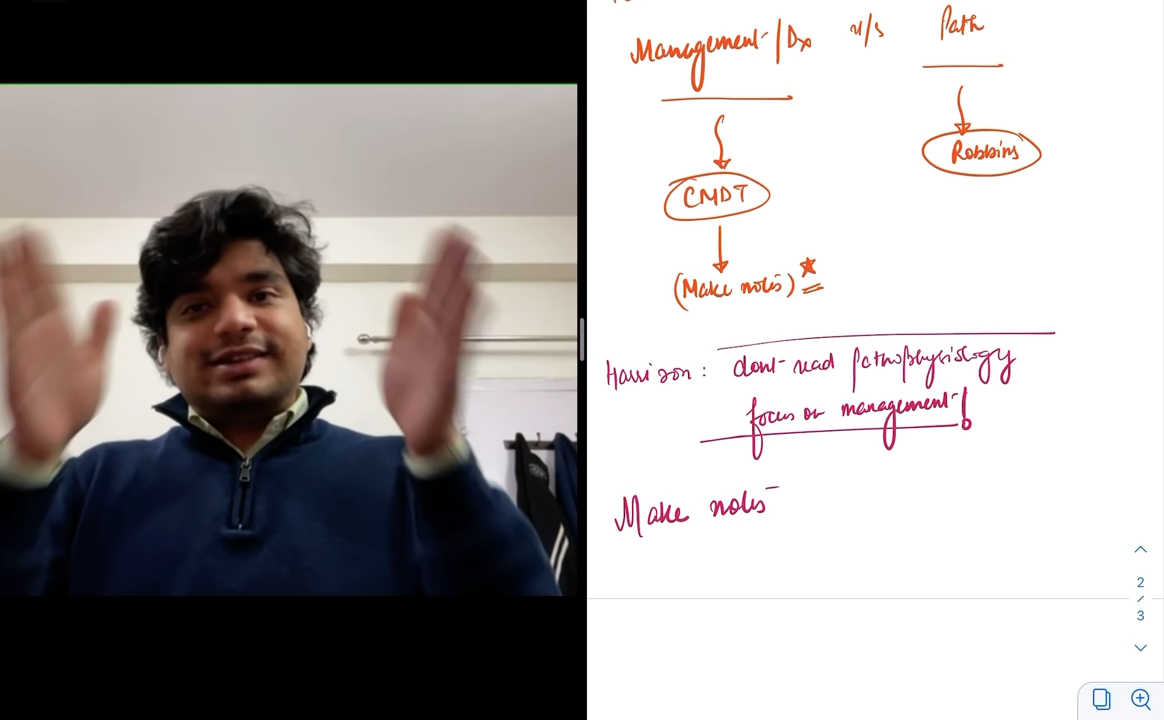 Management/Dx v/s Path
CMDT
Robbins
(Make notes)
Harrison: dont read pathophysiology
focus on management!
Make notes
2
/
3